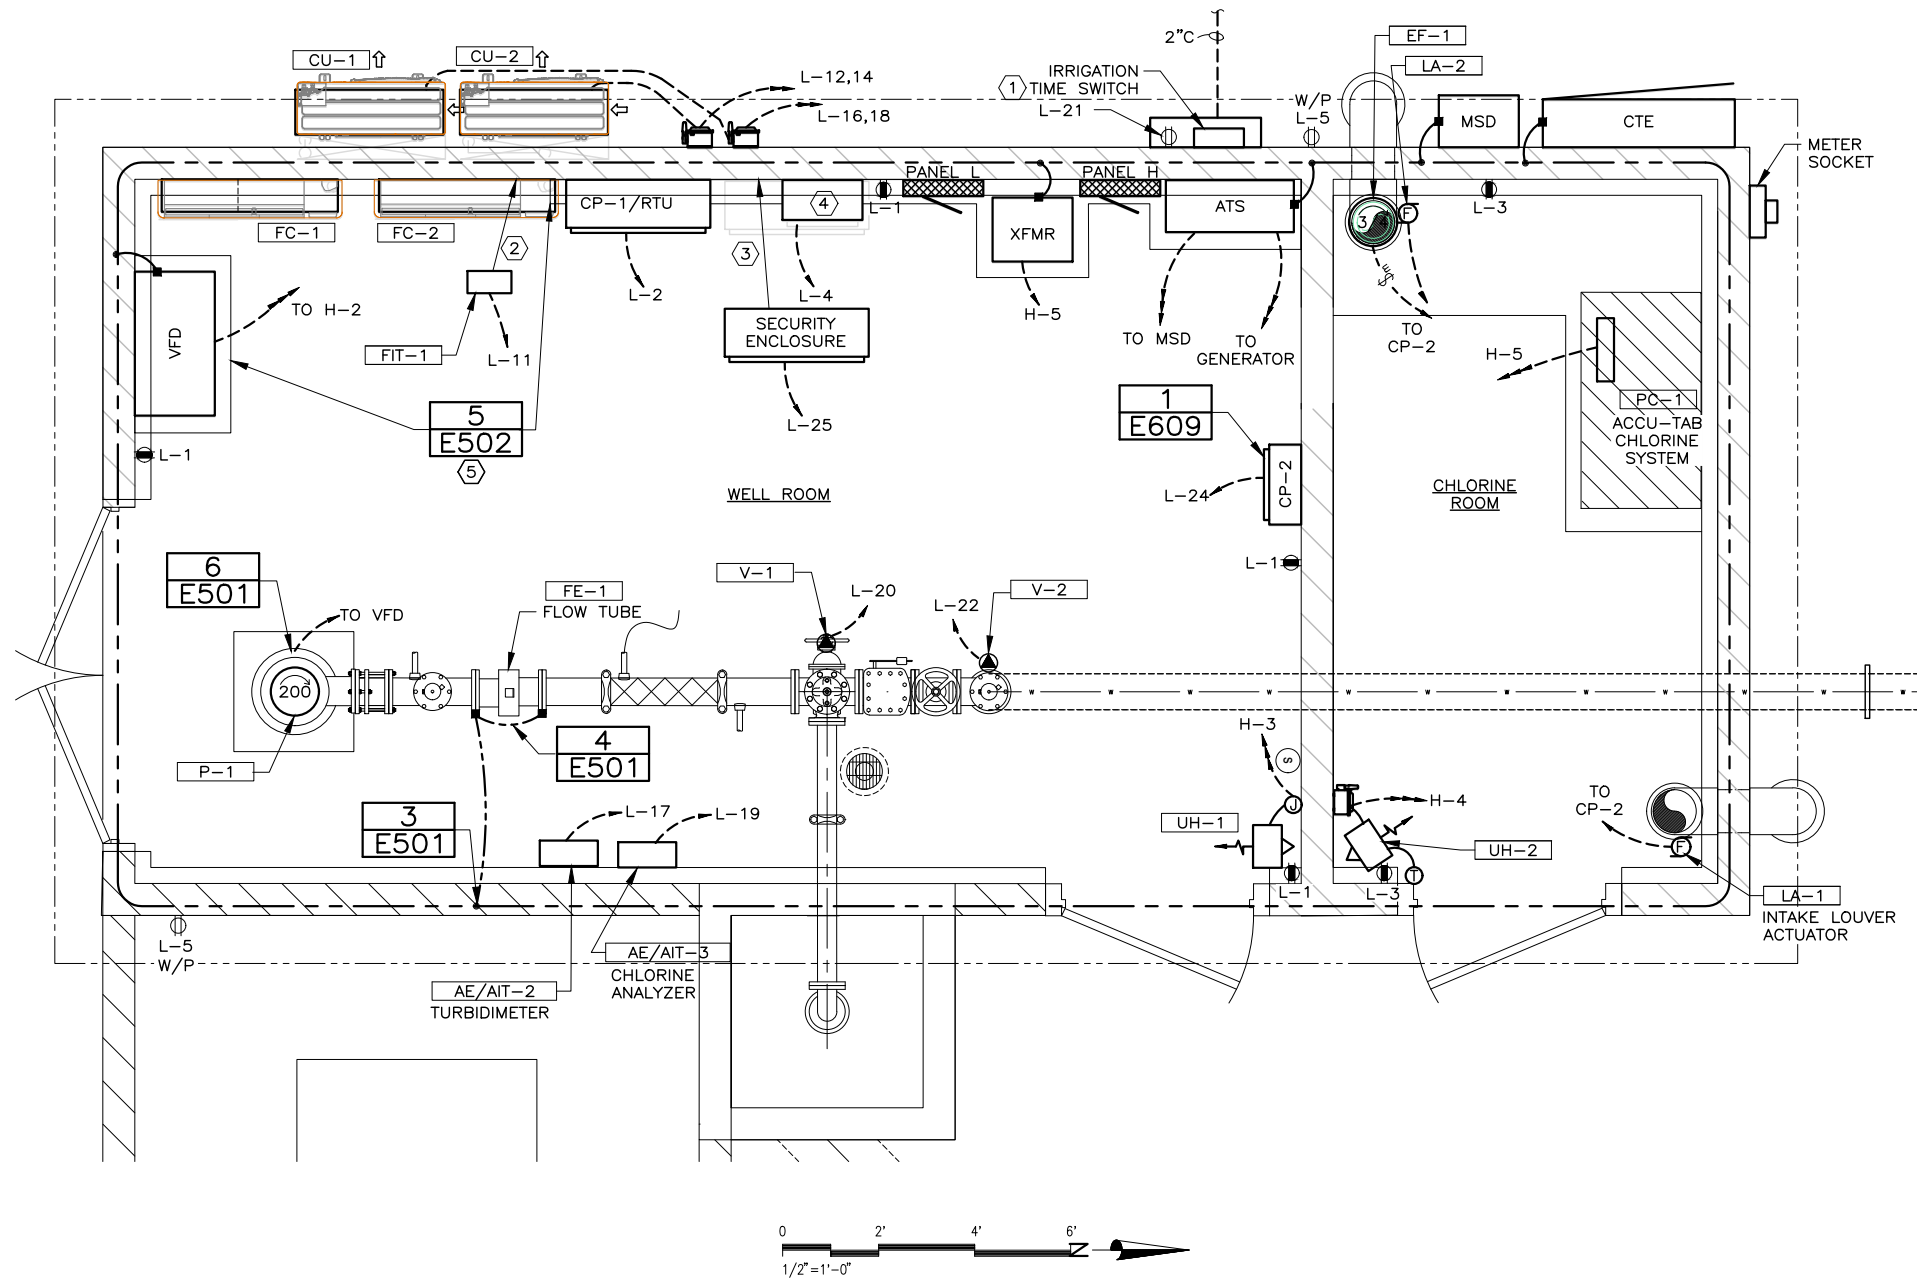 CU-1
CU-2
L-12,14
L-16,18
2"C
IRRIGATION
TIME SWITCH
1
L-21
W/P
L-5
EF-1
LA-2
MSD
CTE
METER
SOCKET
FC-1
FC-2
2
CP-1/RTU
L-2
3
4
L-4
L-1
PANEL L
XFMR
H-5
PANEL H
ATS
TO MSD
TO
GENERATOR
3
4
F
L-3
TO
CP-2
H-5
PC-1
ACCU-TAB
CHLORINE
SYSTEM
VFD
TO H-2
FIT-1
L-11
SECURITY
ENCLOSURE
L-25
5
E502
5
L-1
1
E609
CP-2
L-24
L-1
WELL ROOM
CHLORINE
ROOM
6
E501
TO VFD
200
P-1
FE-1
FLOW TUBE
4
E501
V-1
L-20
L-22
V-2
W W W W W W W W W W W W
H-3
S
J
UH-1
L-1
H-4
UH-2
L-3
T
TO
CP-2
F
LA-1
INTAKE LOUVER
ACTUATOR
3
E501
L-17
L-19
L-5
W/P
AE/AIT-3
CHLORINE
ANALYZER
AE/AIT-2
TURBIDIMETER
0 2' 4' 6'
Z
1/2"=1'-0"